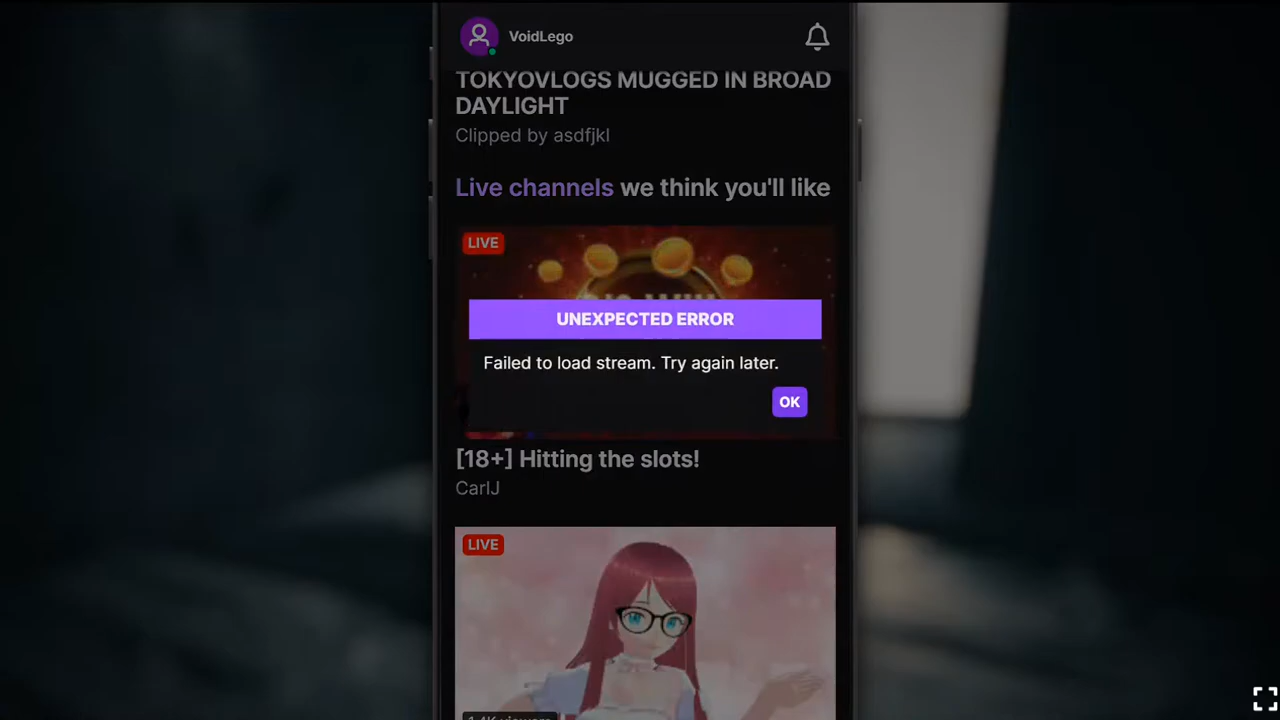 VoidLego
TOKYOVLOGS MUGGED IN BROAD
DAYLIGHT
Clipped by asdfjkl
Live channels we think you'll like
LIVE
UNEXPECTED ERROR
Failed to load stream. Try again later.
OK
[18+] Hitting the slots!
CarlJ
LIVE